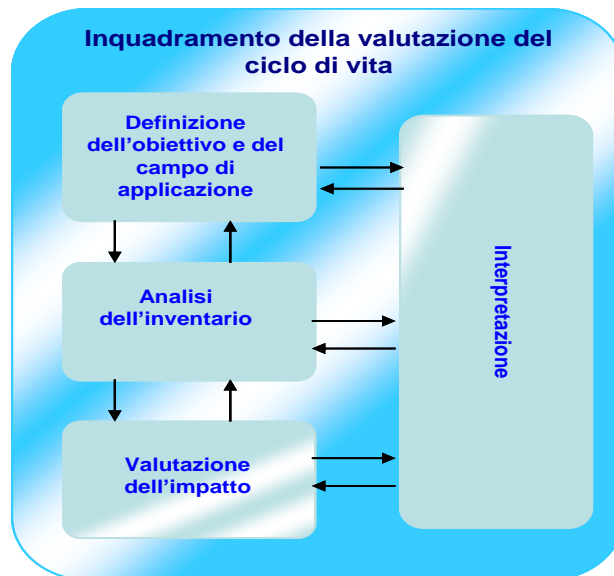 Inquadramento della valutazione del
ciclo di vita
Definizione
dell'obiettivo e del
campo di
applicazione
Analisi
dell'inventario
Valutazione
dell'impatto
Interpretazione